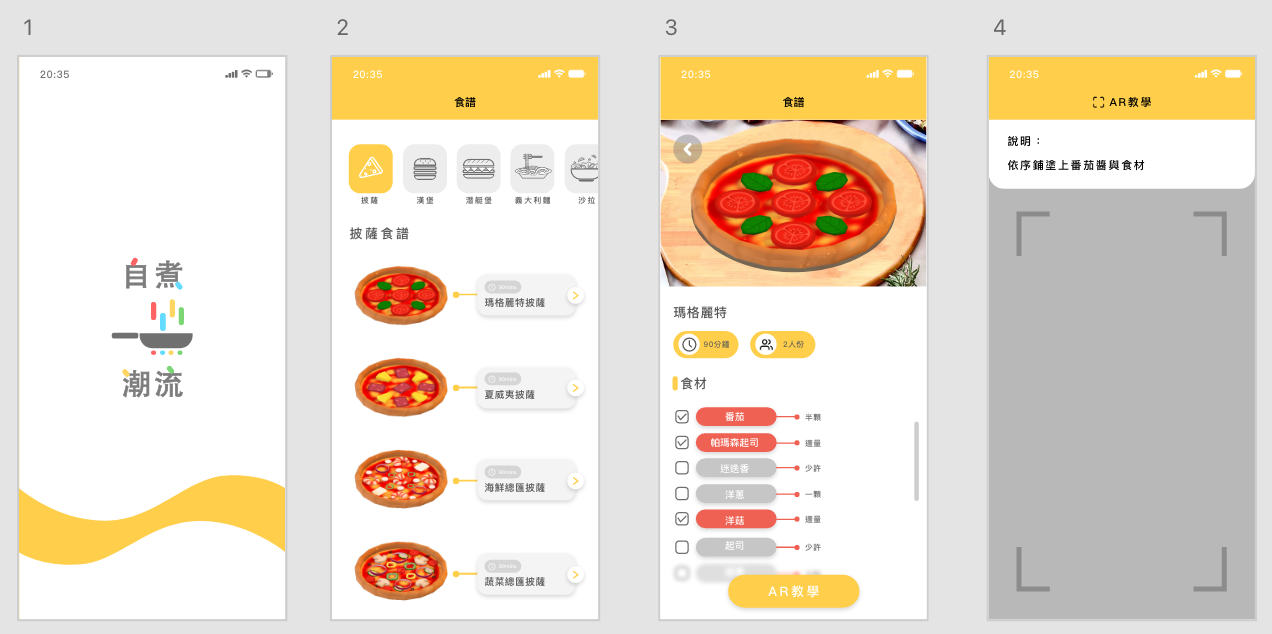 1
20:35
自煮
潮流
2
20:35
食譜
披薩
漢堡
潛艇堡
義大利麵
沙拉
披薩食譜
90mins
瑪格麗特披薩
90mins
夏威夷披薩
90mins
海鮮總匯披薩
90mins
蔬菜總匯披薩
3
20:35
食譜
瑪格麗特
90分鐘
2人份
食材
番茄 半顆
帕瑪森起司 適量
迷迭香 少許
洋蔥 一顆
洋菇 適量
起司 少許
AR教學
4
20:35
AR教學
說明：
依序鋪塗上番茄醬與食材